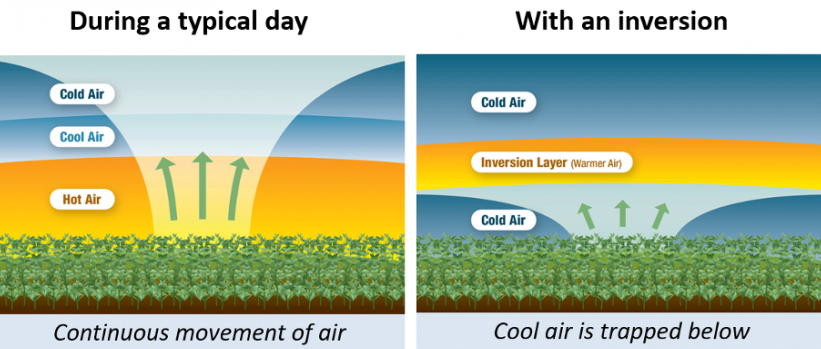 During a typical day
Cold Air
Cool Air
Hot Air
Continuous movement of air
With an inversion
Cold Air
Inversion Layer (Warmer Air)
Cold Air
Cool air is trapped below